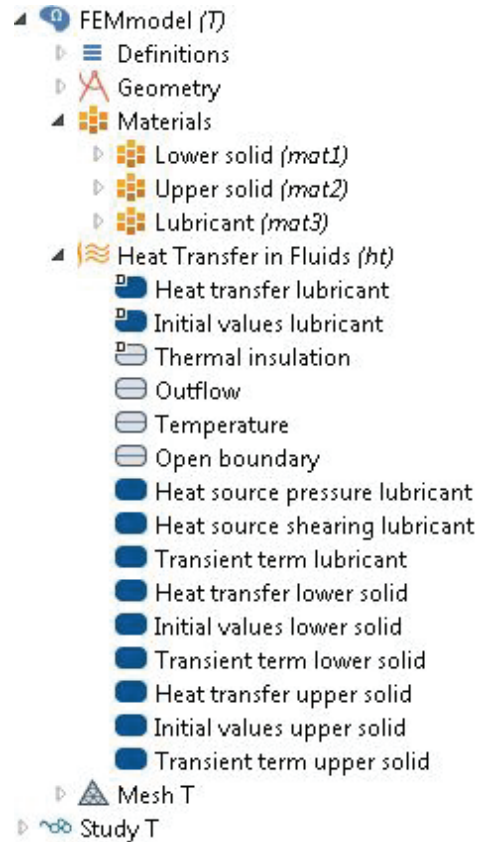 FEMmodel (T)
Definitions
Geometry
Materials
Lower solid (mat1)
Upper solid (mat2)
Lubricant (mat3)
Heat Transfer in Fluids (ht)
D Heat transfer lubricant
D Initial values lubricant
D Thermal insulation
Outflow
Temperature
Open boundary
Heat source pressure lubricant
Heat source shearing lubricant
Transient term lubricant
Heat transfer lower solid
Initial values lower solid
Transient term lower solid
Heat transfer upper solid
Initial values upper solid
Transient term upper solid
Mesh T
Study T